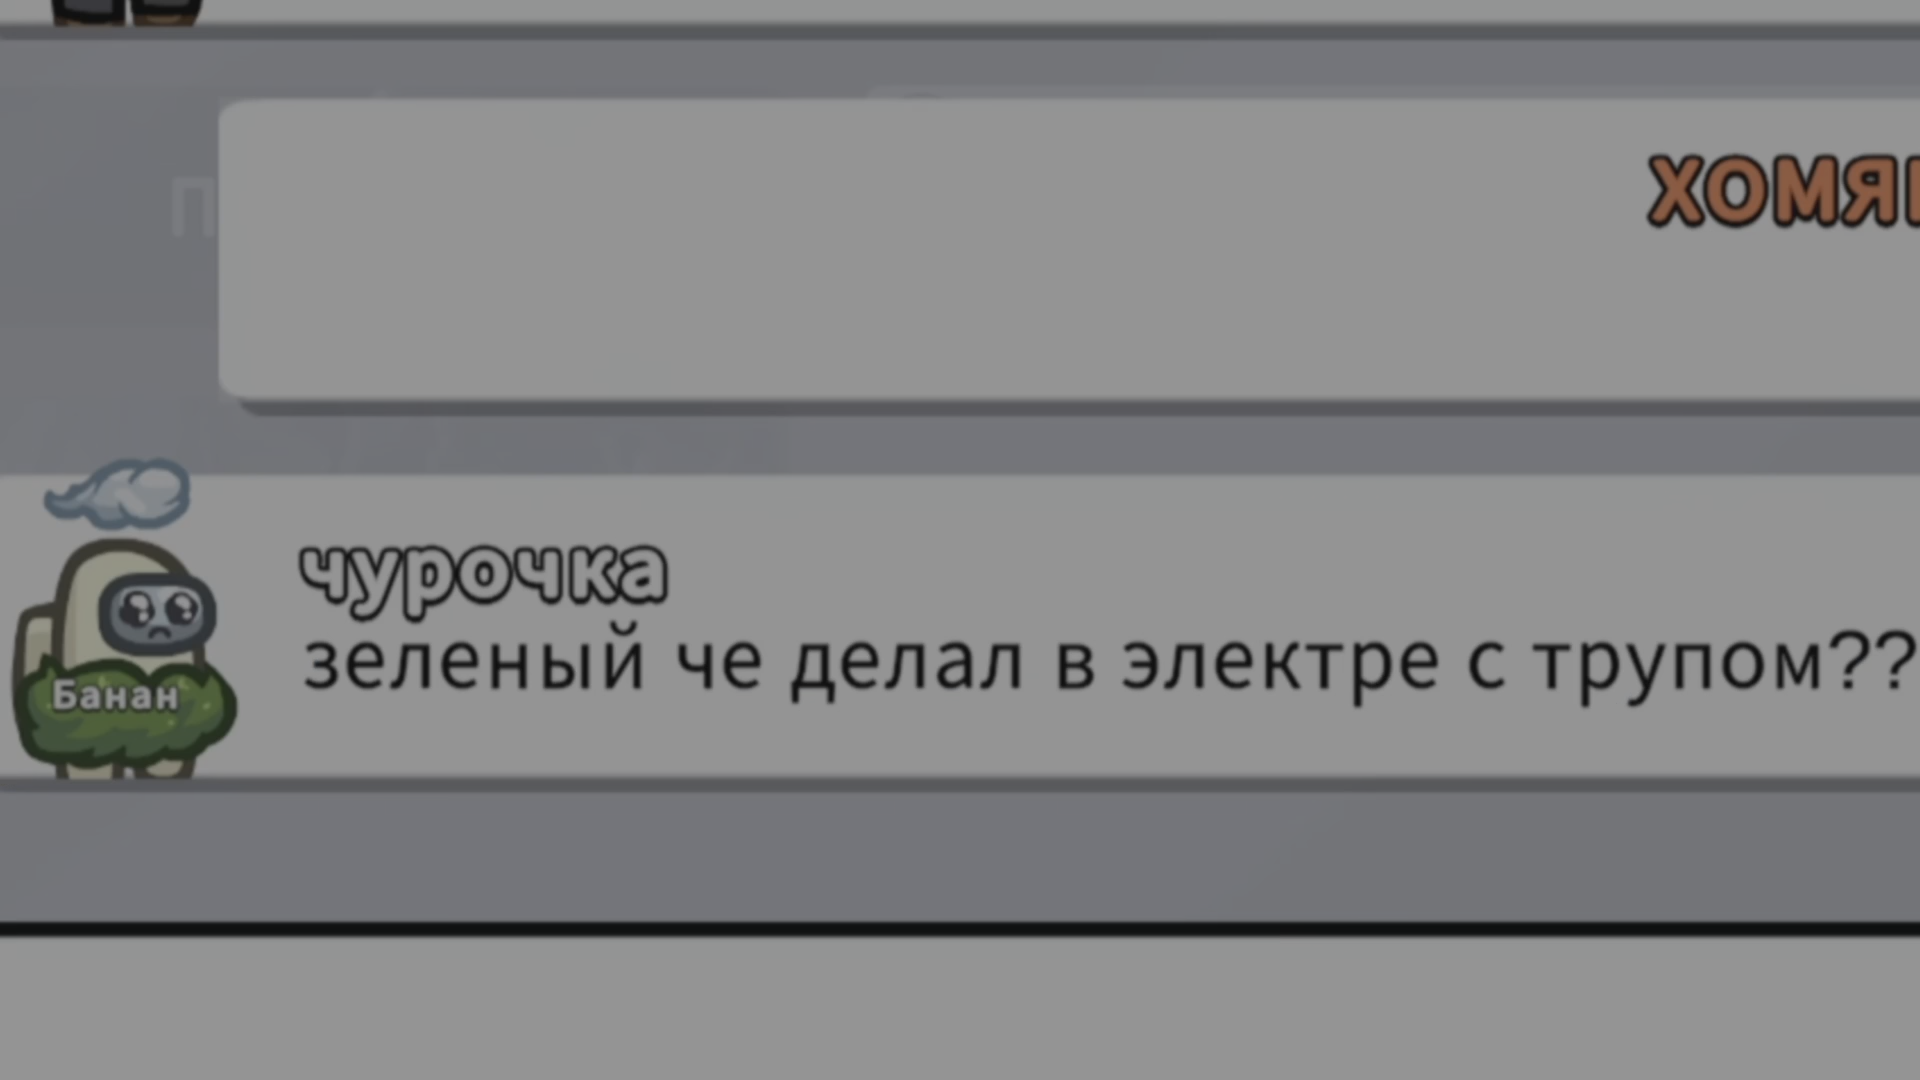 ХОМЯ
чурочка
зеленый че делал в электре с трупом??
Банан